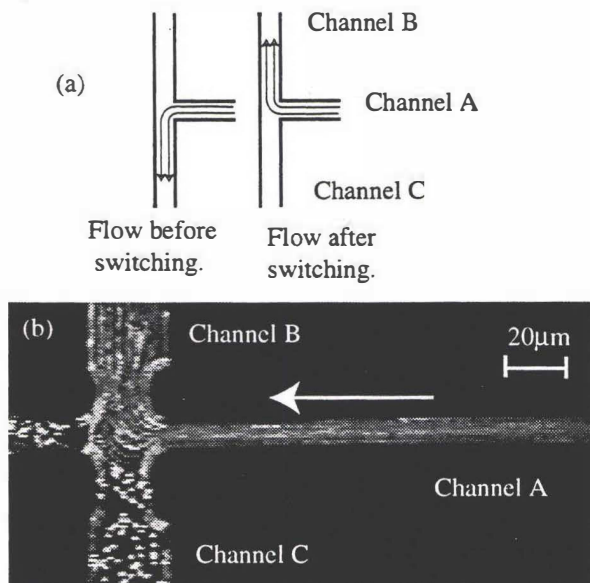 Channel B
(a)
Channel A
Channel C
Flow before
switching.
Flow after
switching.
(b)
Channel B
20μm
Channel A
Channel C